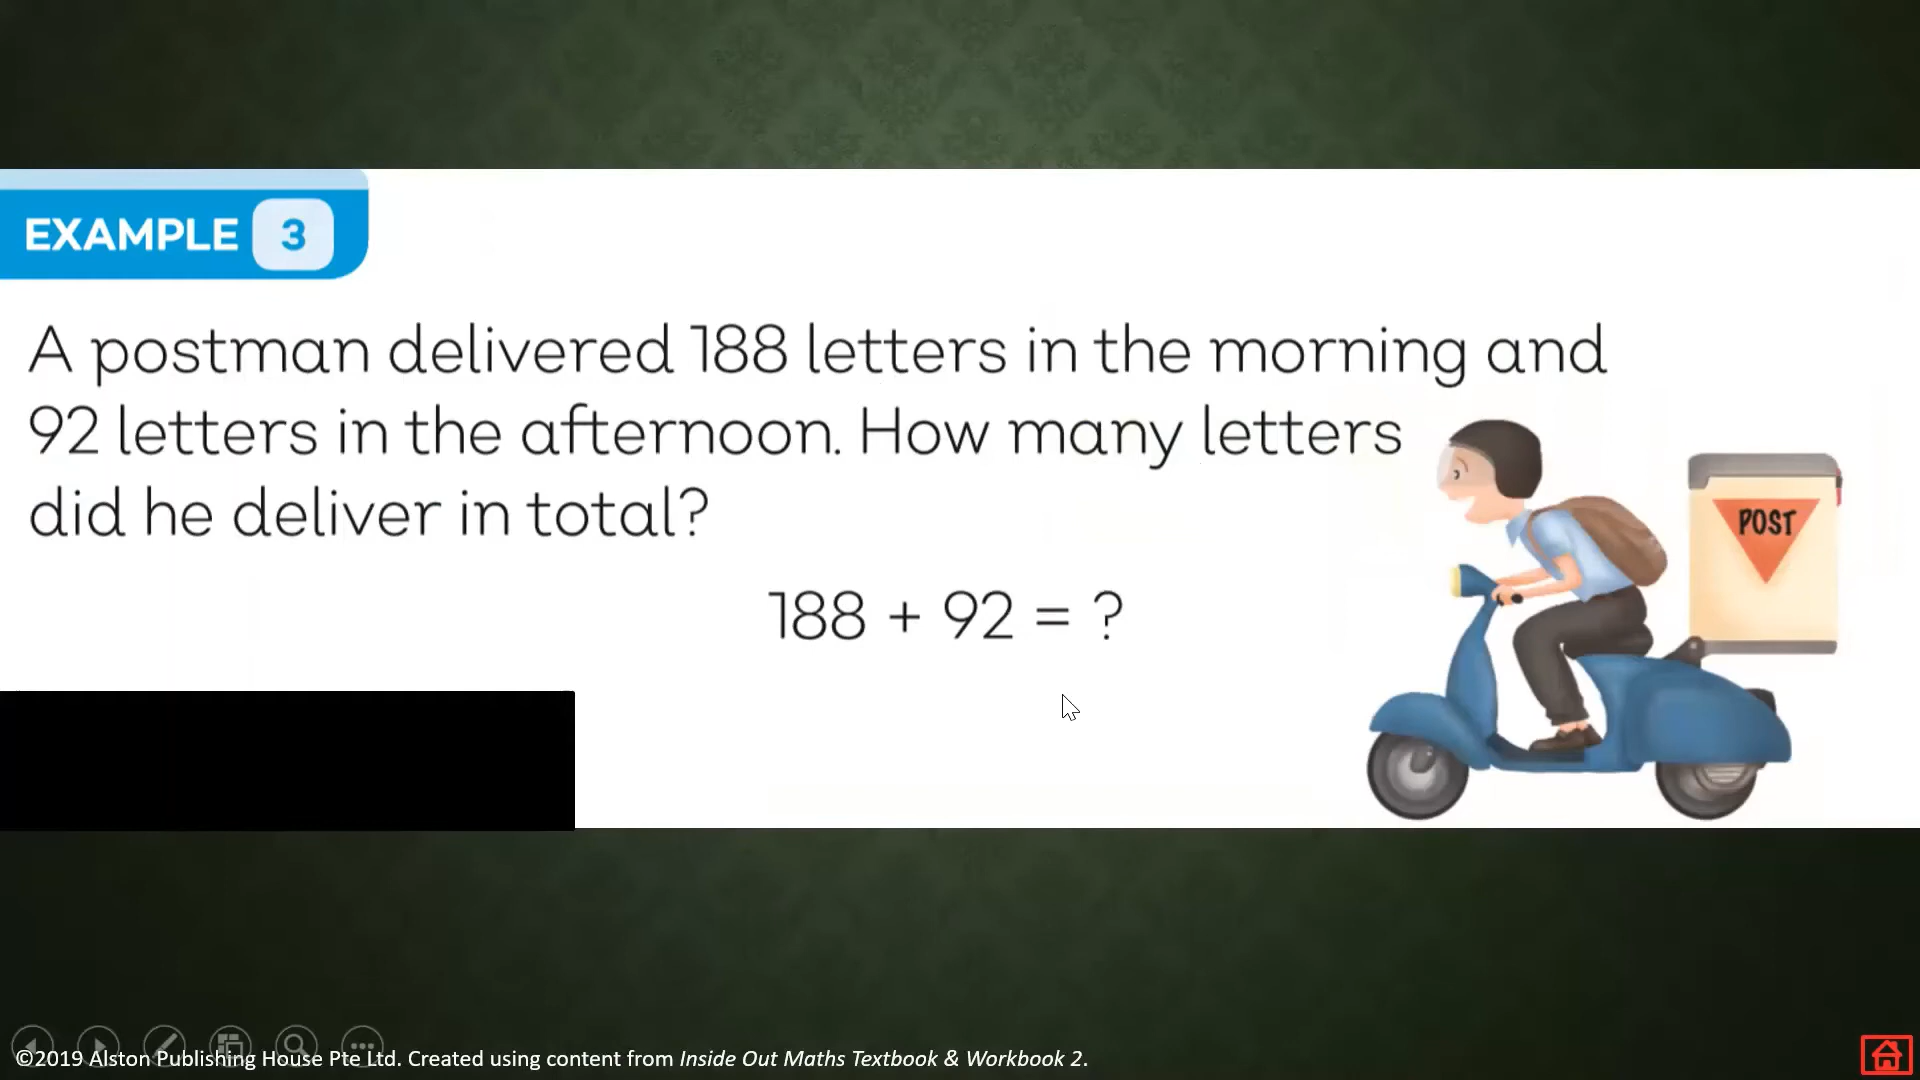 EXAMPLE 3
A postman delivered 188 letters in the morning and
92 letters in the afternoon. How many letters
did he deliver in total?
POST
188 + 92 = ?
©2019 Alston Publishing House Pte Ltd. Created using content from Inside Out Maths Textbook & Workbook 2.